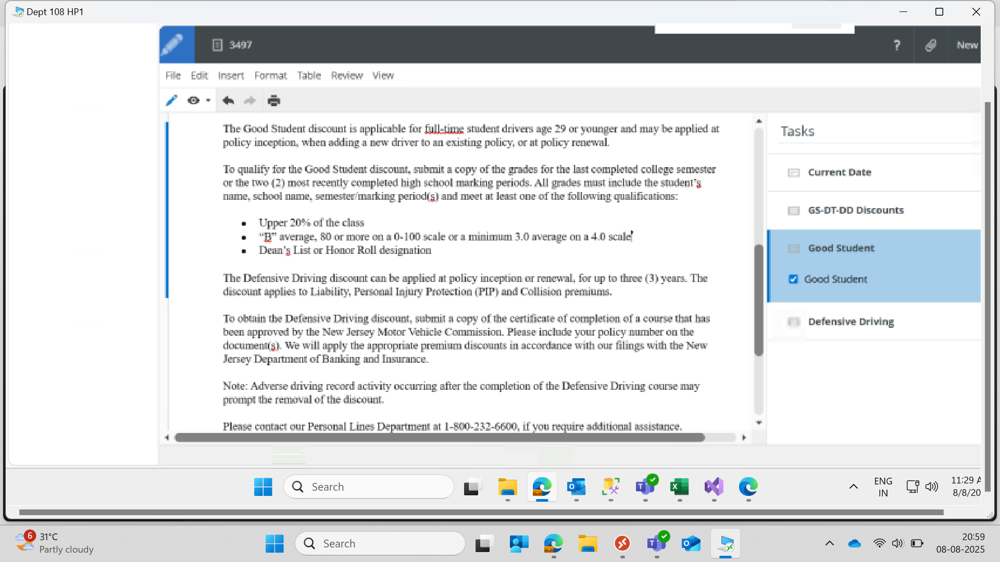 Dept 108 HP1
3497
?
New
File Edit Insert Format Table Review View
The Good Student discount is applicable for full-time student drivers age 29 or younger and may be applied at
policy inception, when adding a new driver to an existing policy, or at policy renewal.
To qualify for the Good Student discount, submit a copy of the grades for the last completed college semester
or the two (2) most recently completed high school marking periods. All grades must include the student’s
name, school name, semester/marking period(s) and meet at least one of the following qualifications:
• Upper 20% of the class
• “B” average, 80 or more on a 0-100 scale or a minimum 3.0 average on a 4.0 scale
• Dean’s List or Honor Roll designation
The Defensive Driving discount can be applied at policy inception or renewal, for up to three (3) years. The
discount applies to Liability, Personal Injury Protection (PIP) and Collision premiums.
To obtain the Defensive Driving discount, submit a copy of the certificate of completion of a course that has
been approved by the New Jersey Motor Vehicle Commission. Please include your policy number on the
document(s). We will apply the appropriate premium discounts in accordance with our filings with the New
Jersey Department of Banking and Insurance.
Note: Adverse driving record activity occurring after the completion of the Defensive Driving course may
prompt the removal of the discount.
Please contact our Personal Lines Department at 1-800-232-6600, if you require additional assistance.
Tasks
Current Date
GS-DT-DD Discounts
Good Student
Good Student
Defensive Driving
Search
ENG
IN
11:29 A
8/8/20
6
31°C
Partly cloudy
Search
20:59
08-08-2025